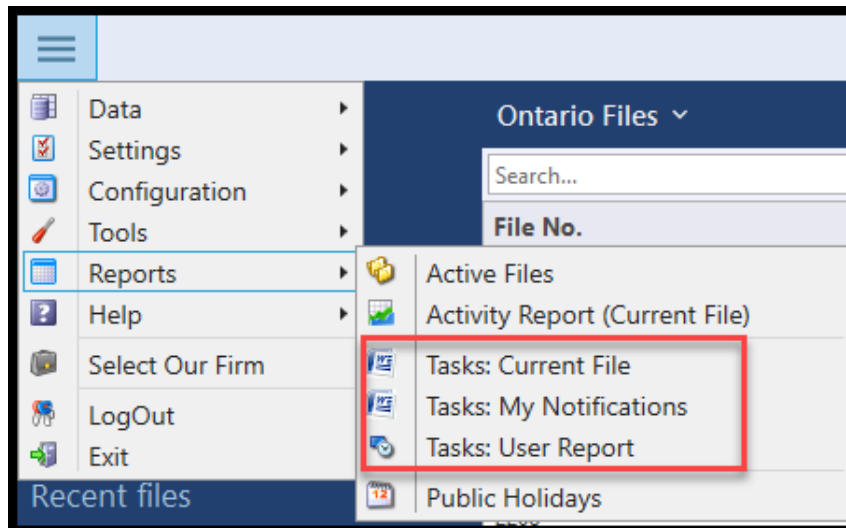 Data
Settings
Configuration
Tools
Reports
Help
Select Our Firm
LogOut
Exit
Recent files
Ontario Files
Search...
File No.
Active Files
Activity Report (Current File)
Tasks: Current File
Tasks: My Notifications
Tasks: User Report
12 Public Holidays